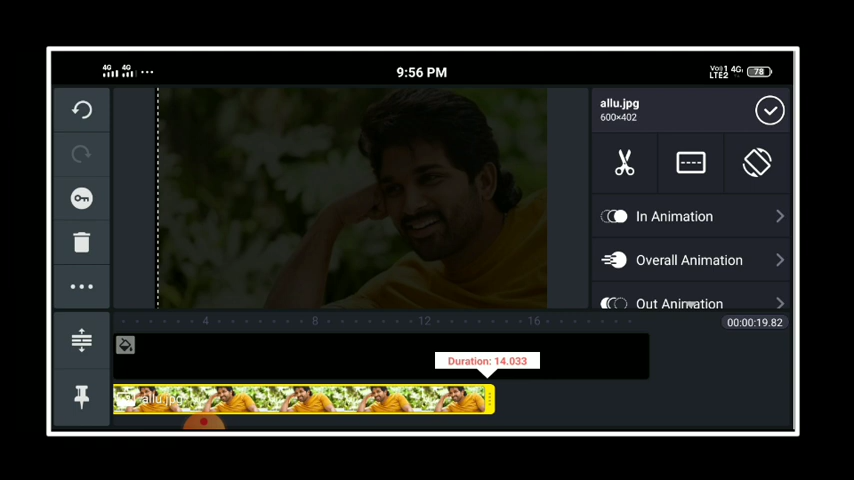 4G 4G
9:56 PM
Vo)) 1 4G
LTE2
78
allu.jpg
600×402
In Animation
Overall Animation
Out Animation
4 8 12 16
00:00:19.82
Duration: 14.033
allu.jpg